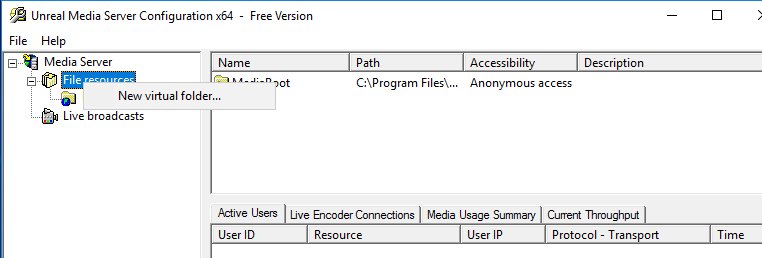 Unreal Media Server Configuration x64  -  Free Version
File Help
Media Server
File resources
New virtual folder...
Live broadcasts
Name Path Accessibility Description
MediaRoot C:\Program Files\... Anonymous access
Active Users Live Encoder Connections Media Usage Summary Current Throughput
User ID Resource User IP Protocol - Transport Time